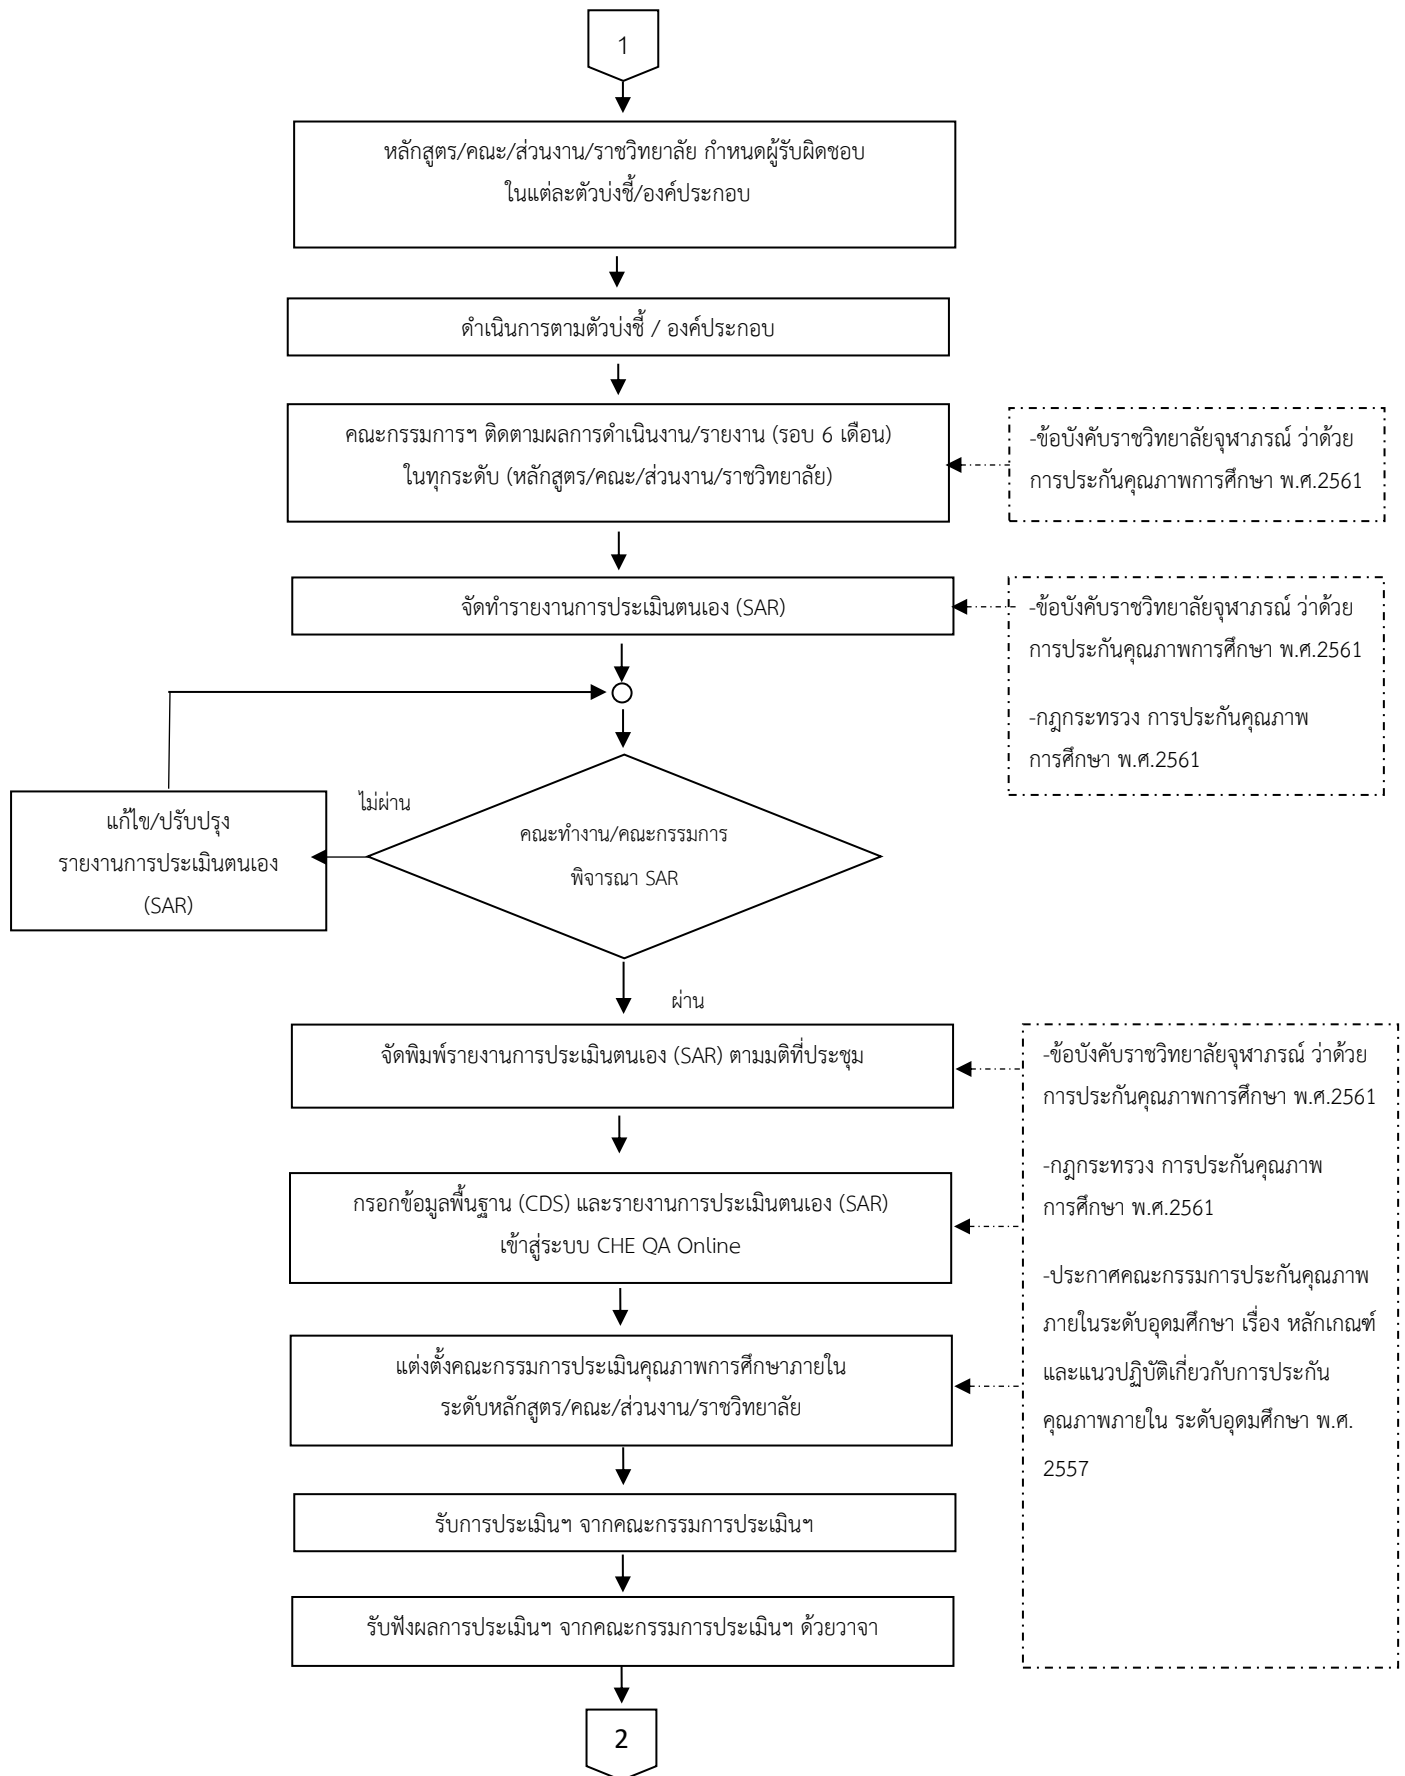 1
หลักสูตร/คณะ/ส่วนงาน/ราชวิทยาลัย กำหนดผู้รับผิดชอบ
ในแต่ละตัวบ่งชี้/องค์ประกอบ
ดำเนินการตามตัวบ่งชี้ / องค์ประกอบ
คณะกรรมการฯ ติดตามผลการดำเนินงาน/รายงาน (รอบ 6 เดือน)
ในทุกระดับ (หลักสูตร/คณะ/ส่วนงาน/ราชวิทยาลัย)
-ข้อบังคับราชวิทยาลัยจุฬาภรณ์ ว่าด้วย
การประกันคุณภาพการศึกษา พ.ศ.2561
จัดทำรายงานการประเมินตนเอง (SAR)
-ข้อบังคับราชวิทยาลัยจุฬาภรณ์ ว่าด้วย
การประกันคุณภาพการศึกษา พ.ศ.2561
-กฎกระทรวง การประกันคุณภาพ
การศึกษา พ.ศ.2561
ไม่ผ่าน
แก้ไข/ปรับปรุง
รายงานการประเมินตนเอง
(SAR)
คณะทำงาน/คณะกรรมการ
พิจารณา SAR
ผ่าน
จัดพิมพ์รายงานการประเมินตนเอง (SAR) ตามมติที่ประชุม
กรอกข้อมูลพื้นฐาน (CDS) และรายงานการประเมินตนเอง (SAR)
เข้าสู่ระบบ CHE QA Online
แต่งตั้งคณะกรรมการประเมินคุณภาพการศึกษาภายใน
ระดับหลักสูตร/คณะ/ส่วนงาน/ราชวิทยาลัย
-ข้อบังคับราชวิทยาลัยจุฬาภรณ์ ว่าด้วย
การประกันคุณภาพการศึกษา พ.ศ.2561
-กฎกระทรวง การประกันคุณภาพ
การศึกษา พ.ศ.2561
-ประกาศคณะกรรมการประกันคุณภาพ
ภายในระดับอุดมศึกษา เรื่อง หลักเกณฑ์
และแนวปฏิบัติเกี่ยวกับการประกัน
คุณภาพภายใน ระดับอุดมศึกษา พ.ศ.
2557
รับการประเมินฯ จากคณะกรรมการประเมินฯ
รับฟังผลการประเมินฯ จากคณะกรรมการประเมินฯ ด้วยวาจา
2